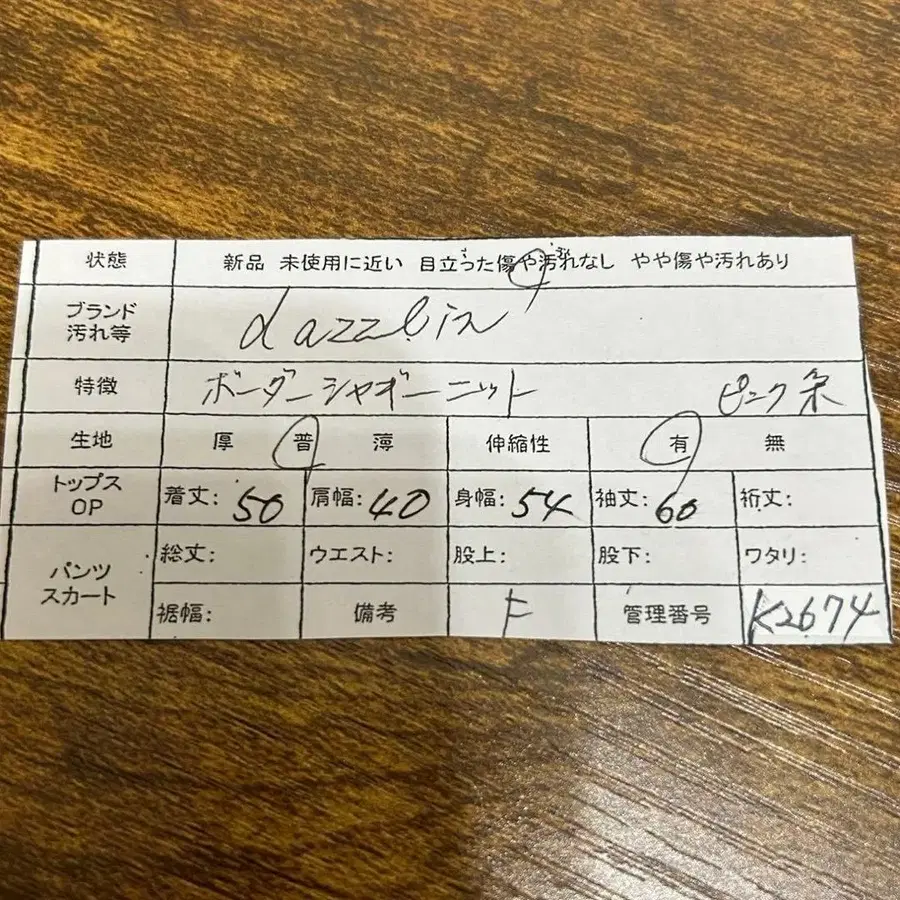 状態 新品 未使用に近い 目立った傷や汚れなし やや傷や汚れあり
ブランド
汚れ等 dazzlin
特徴 ボーダーシャギーニット ピンク系
生地 厚 普 薄 伸縮性 有 無
トップス
OP 着丈: 50 肩幅: 40 身幅: 54 袖丈: 60 裄丈:
パンツ
スカート 総丈: ウエスト: 股上: 股下: ワタリ:
裾幅: 備考 F 管理番号 K2674